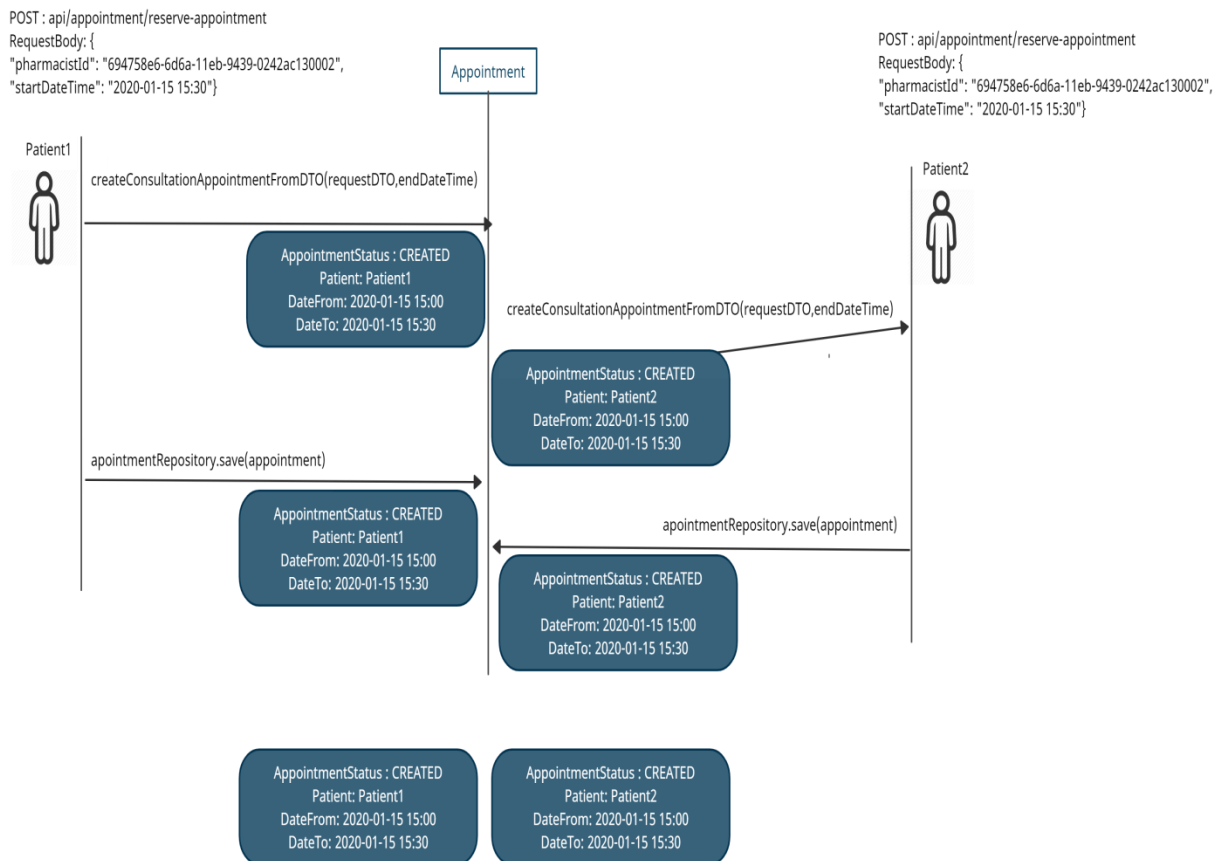 POST : api/appointment/reserve-appointment
RequestBody: {
"pharmacistId": "694758e6-6d6a-11eb-9439-0242ac130002",
"startDateTime": "2020-01-15 15:30"}
Appointment
POST : api/appointment/reserve-appointment
RequestBody: {
"pharmacistId": "694758e6-6d6a-11eb-9439-0242ac130002",
"startDateTime": "2020-01-15 15:30"}
Patient1
Patient2
createConsultationAppointmentFromDTO(requestDTO,endDateTime)
AppointmentStatus : CREATED
Patient: Patient1
DateFrom: 2020-01-15 15:00
DateTo: 2020-01-15 15:30
createConsultationAppointmentFromDTO(requestDTO,endDateTime)
AppointmentStatus : CREATED
Patient: Patient2
DateFrom: 2020-01-15 15:00
DateTo: 2020-01-15 15:30
apointmentRepository.save(appointment)
AppointmentStatus : CREATED
Patient: Patient1
DateFrom: 2020-01-15 15:00
DateTo: 2020-01-15 15:30
apointmentRepository.save(appointment)
AppointmentStatus : CREATED
Patient: Patient2
DateFrom: 2020-01-15 15:00
DateTo: 2020-01-15 15:30
AppointmentStatus : CREATED
Patient: Patient1
DateFrom: 2020-01-15 15:00
DateTo: 2020-01-15 15:30
AppointmentStatus : CREATED
Patient: Patient2
DateFrom: 2020-01-15 15:00
DateTo: 2020-01-15 15:30